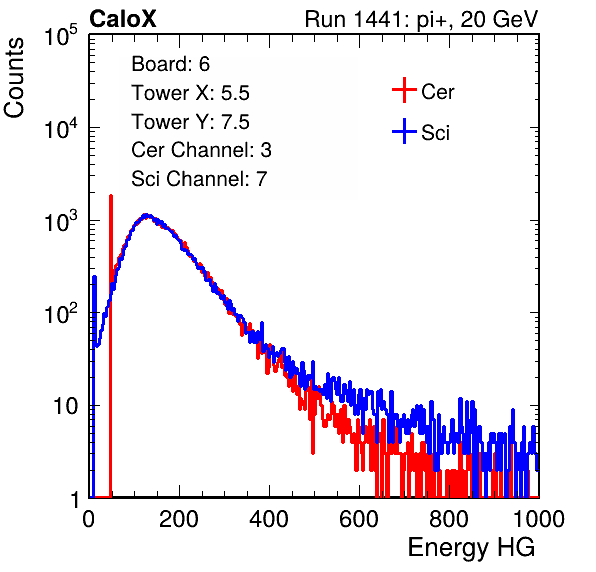 CaloX Run 1441: pi+, 20 GeV
Counts
Board: 6
Tower X: 5.5
Tower Y: 7.5
Cer Channel: 3
Sci Channel: 7
Cer
Sci
10^5
10^4
10^3
10^2
10
1
0 200 400 600 800 1000
Energy HG